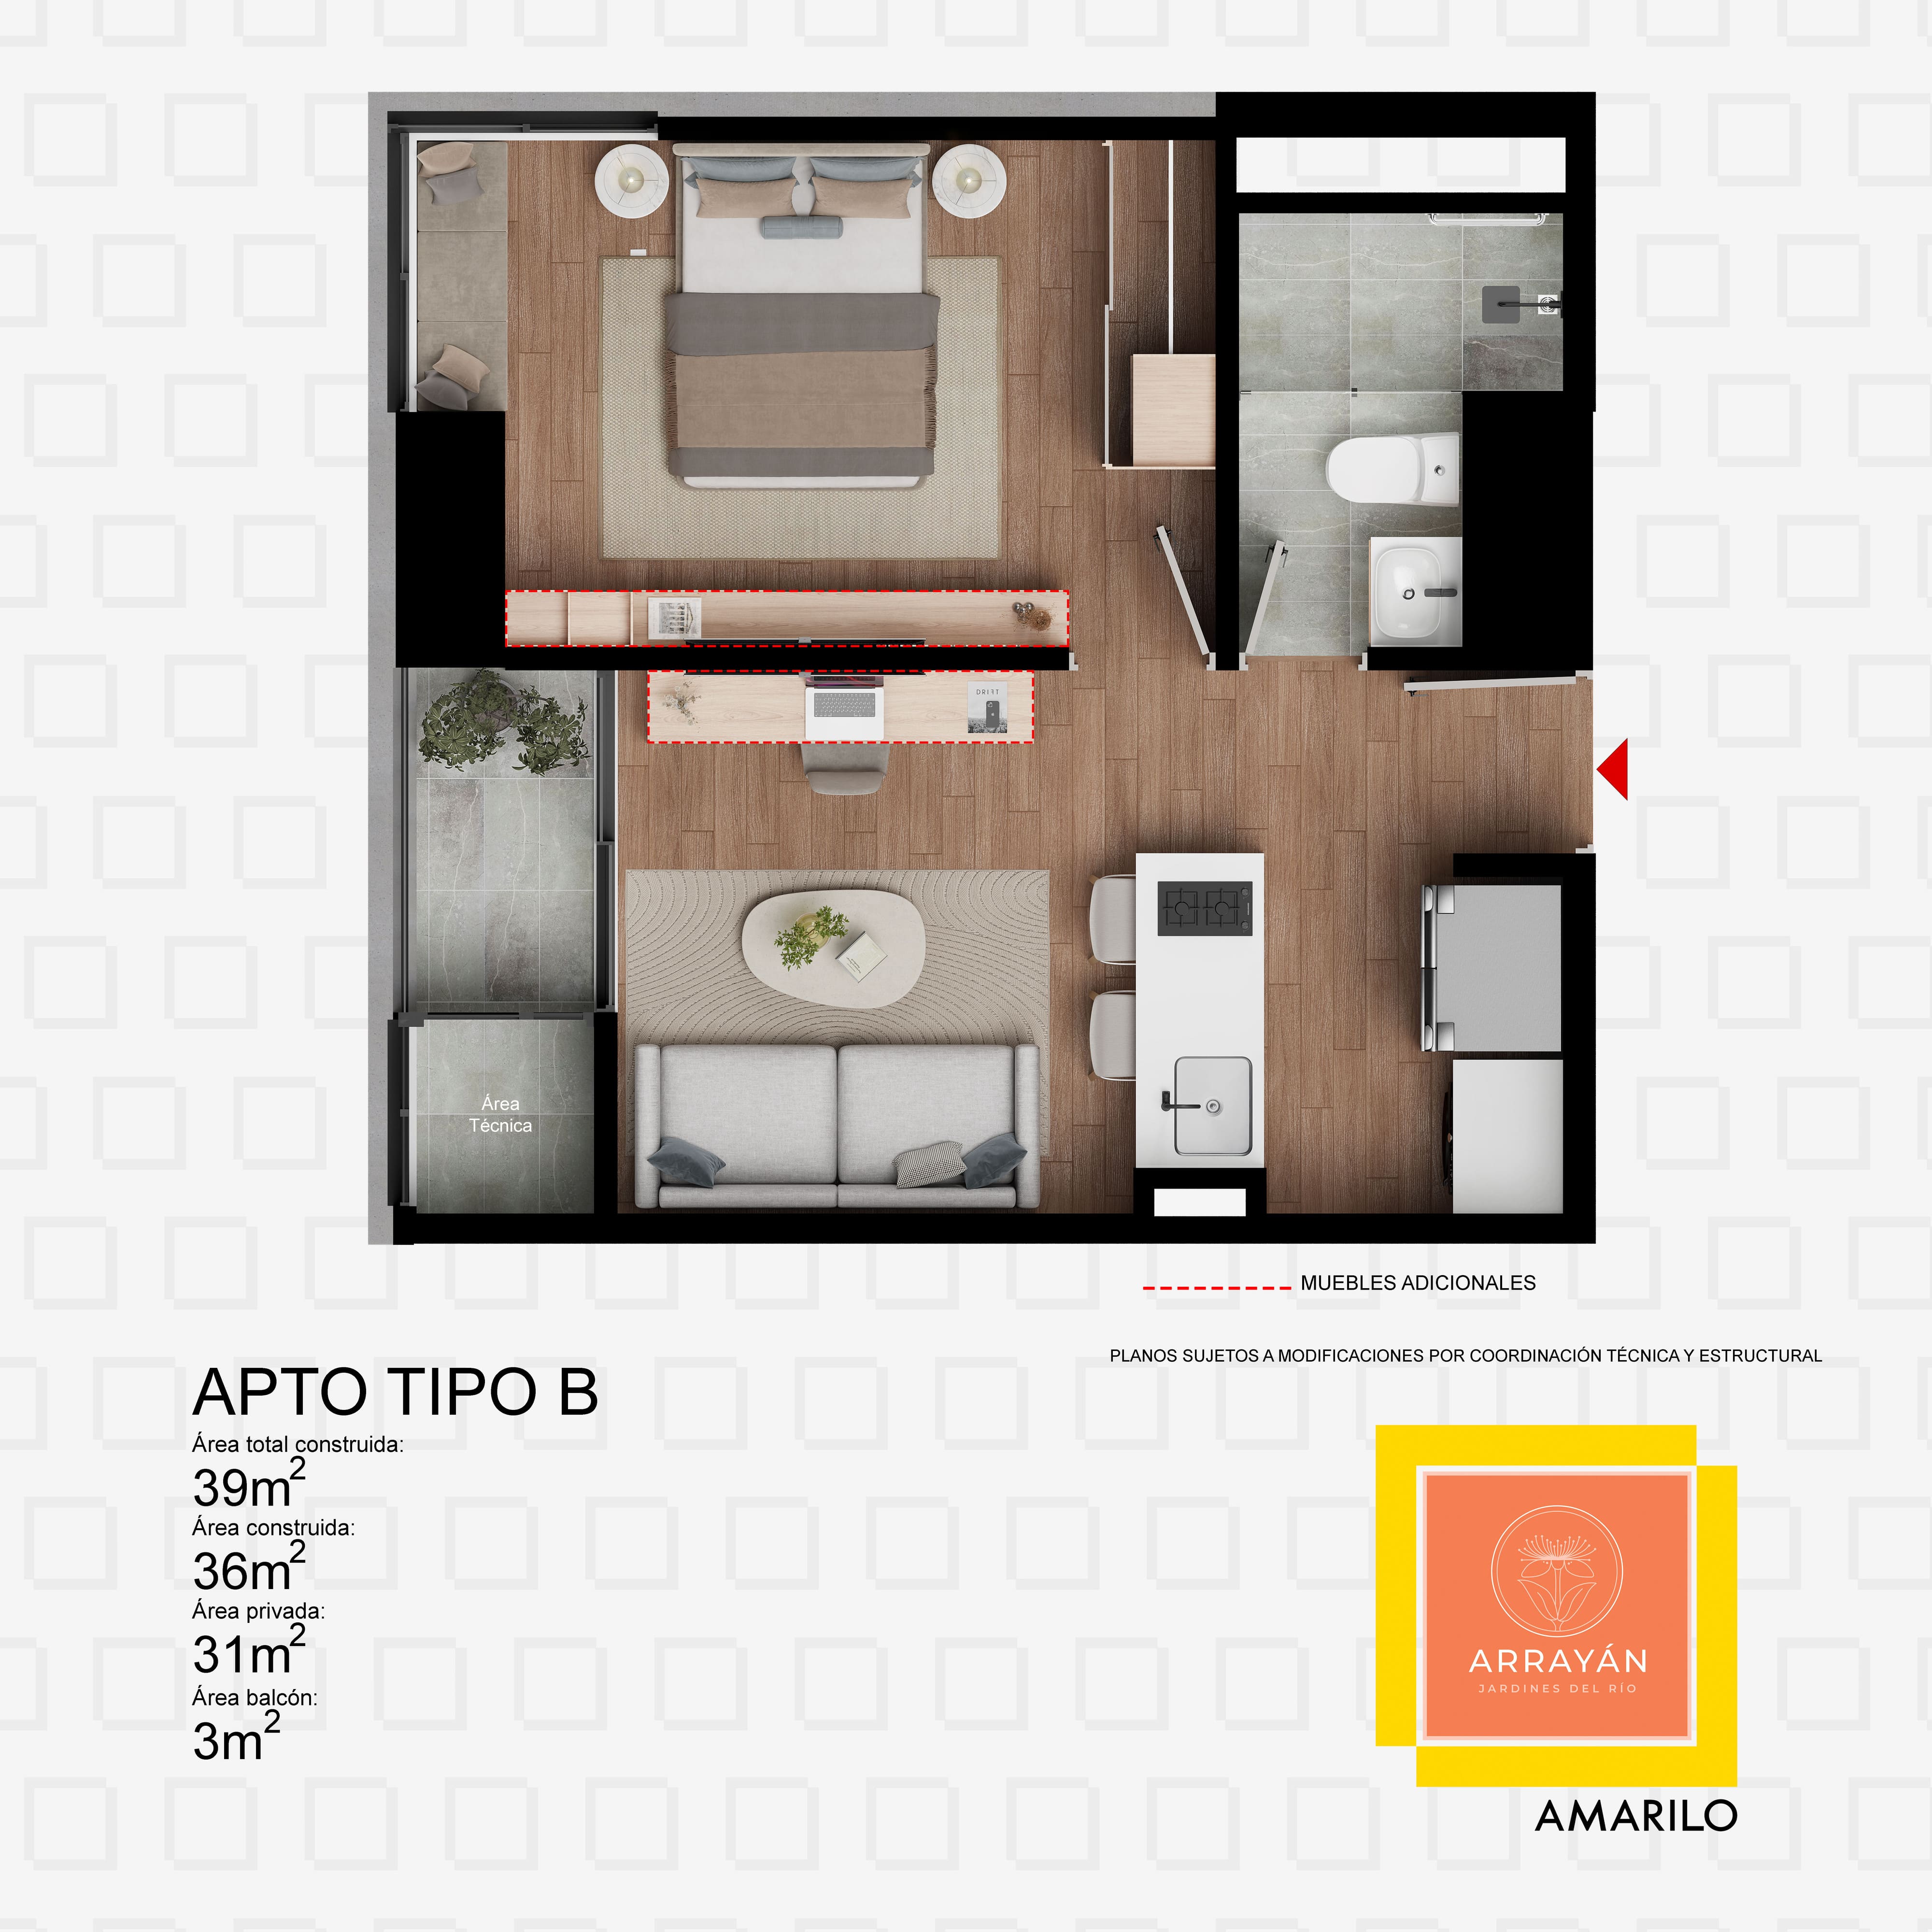 DRIFT
Área
Técnica
MUEBLES ADICIONALES
PLANOS SUJETOS A MODIFICACIONES POR COORDINACIÓN TÉCNICA Y ESTRUCTURAL
APTO TIPO B
Área total construida:
39m²
Área construida:
36m²
Área privada:
31m²
Área balcón:
3m²
ARRAYÁN
JARDINES DEL RÍO
AMARILO